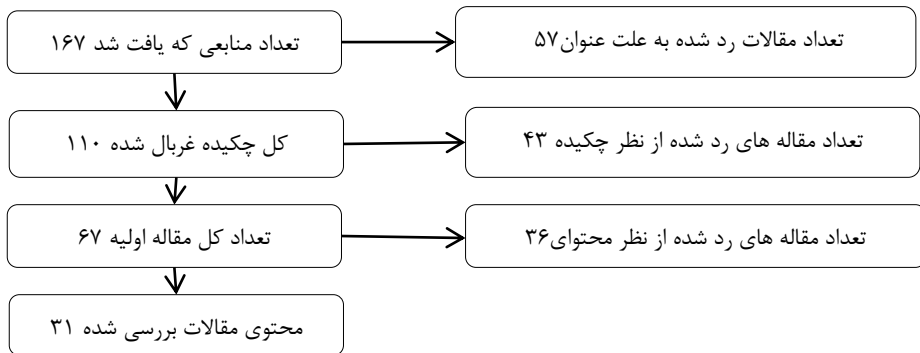 تعداد منابعی که یافت شد ۱۶۷
تعداد مقالات رد شده به علت عنوان۵۷
کل چکیده غربال شده ۱۱۰
تعداد مقاله های رد شده از نظر چکیده ۴۳
تعداد کل مقاله اولیه ۶۷
تعداد مقاله های رد شده از نظر محتوای۳۶
محتوی مقالات بررسی شده ۳۱